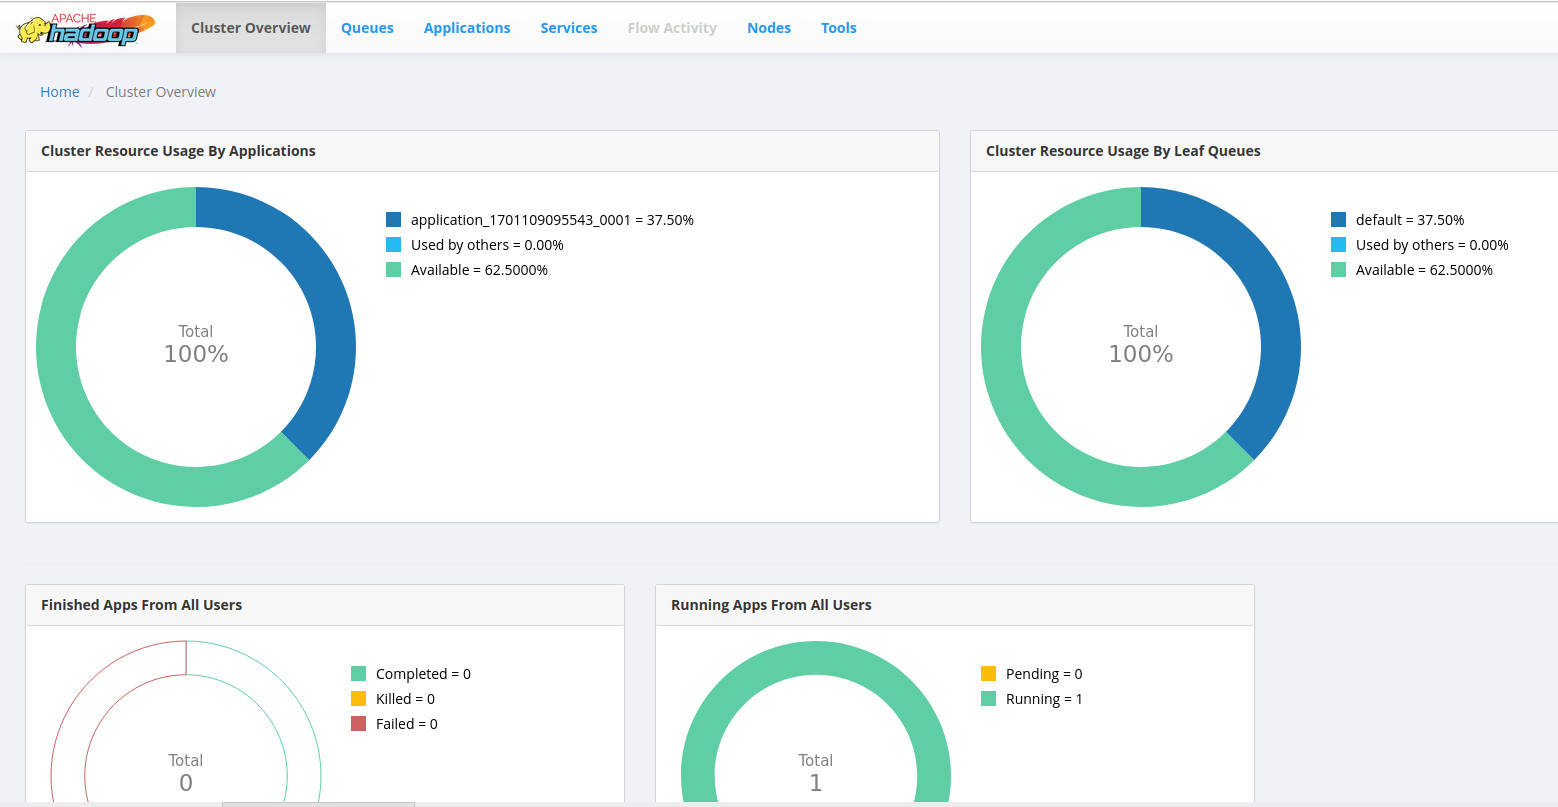 APACHE
hadoop
Cluster Overview
Queues
Applications
Services
Flow Activity
Nodes
Tools
Home / Cluster Overview
Cluster Resource Usage By Applications
Total
100%
application_1701109095543_0001 = 37.50%
Used by others = 0.00%
Available = 62.5000%
Cluster Resource Usage By Leaf Queues
Total
100%
default = 37.50%
Used by others = 0.00%
Available = 62.5000%
Finished Apps From All Users
Total
0
Completed = 0
Killed = 0
Failed = 0
Running Apps From All Users
Total
1
Pending = 0
Running = 1